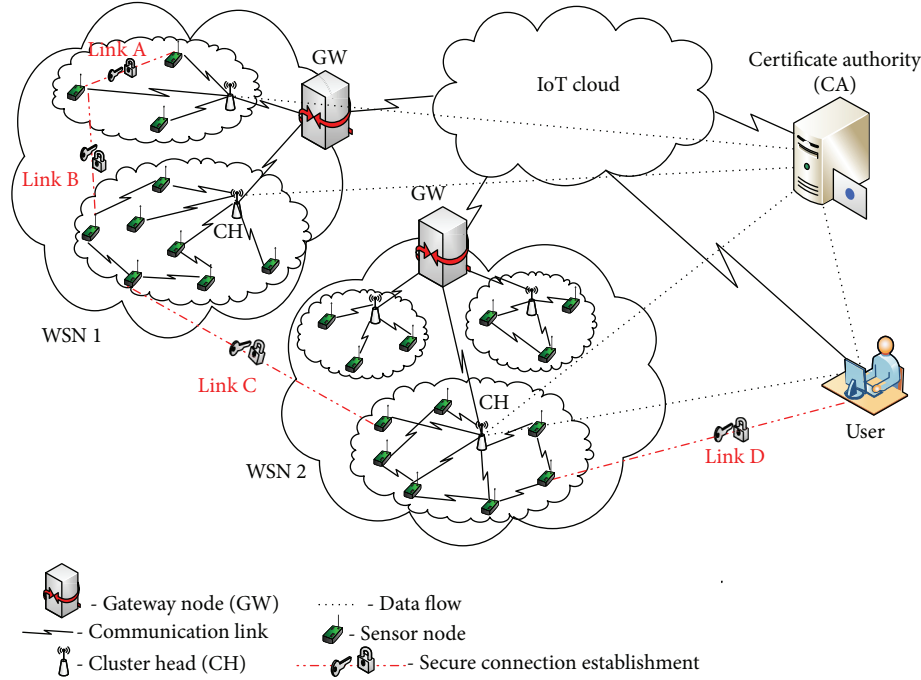 Link A
GW
IoT cloud
Certificate authority
(CA)
Link B
CH
GW
WSN 1
Link C
CH
WSN 2
User
Link D
- Gateway node (GW)
- Data flow
- Communication link
- Sensor node
- Cluster head (CH)
- Secure connection establishment